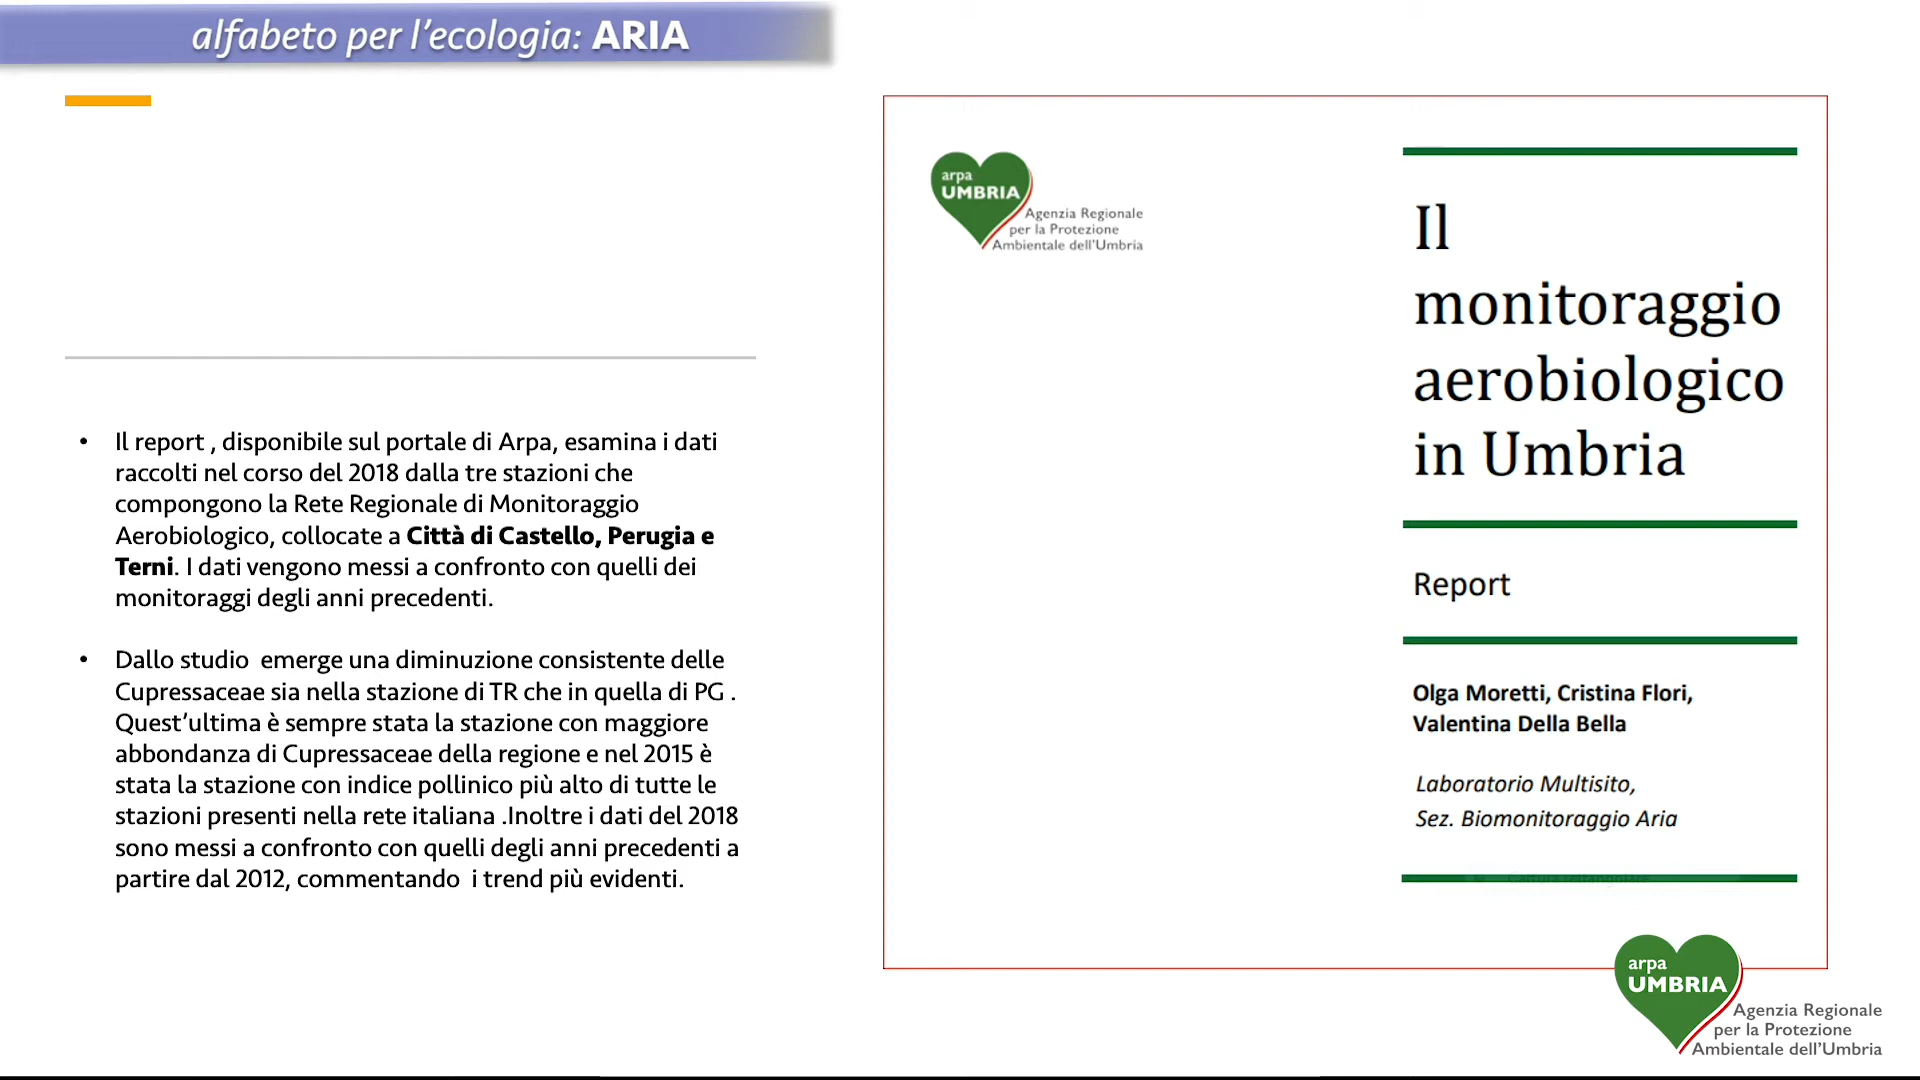 alfabeto per l'ecologia: ARIA
• Il report , disponibile sul portale di Arpa, esamina i dati
raccolti nel corso del 2018 dalla tre stazioni che
compongono la Rete Regionale di Monitoraggio
Aerobiologico, collocate a Città di Castello, Perugia e
Terni. I dati vengono messi a confronto con quelli dei
monitoraggi degli anni precedenti.
• Dallo studio  emerge una diminuzione consistente delle
Cupressaceae sia nella stazione di TR che in quella di PG .
Quest'ultima è sempre stata la stazione con maggiore
abbondanza di Cupressaceae della regione e nel 2015 è
stata la stazione con indice pollinico più alto di tutte le
stazioni presenti nella rete italiana .Inoltre i dati del 2018
sono messi a confronto con quelli degli anni precedenti a
partire dal 2012, commentando  i trend più evidenti.
arpa
UMBRIA
Agenzia Regionale
per la Protezione
Ambientale dell'Umbria
Il
monitoraggio
aerobiologico
in Umbria
Report
Olga Moretti, Cristina Flori,
Valentina Della Bella
Laboratorio Multisito,
Sez. Biomonitoraggio Aria
arpa
UMBRIA
Agenzia Regionale
per la Protezione
Ambientale dell'Umbria